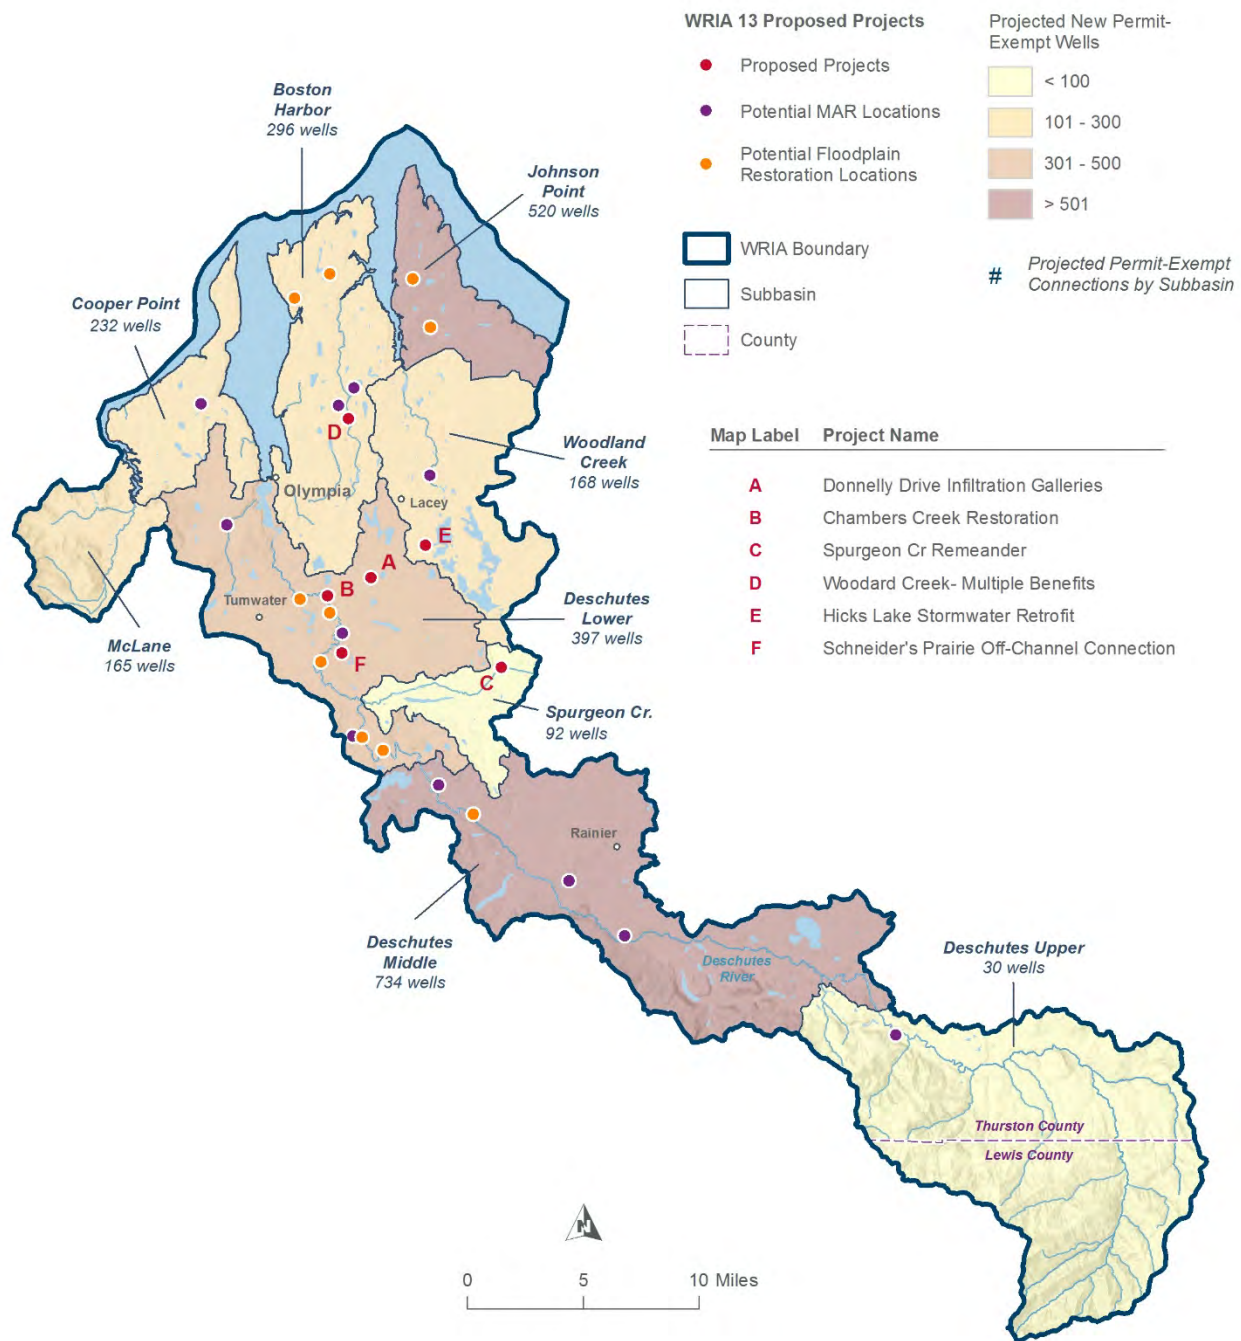 WRIA 13 Proposed Projects
Proposed Projects
Potential MAR Locations
Potential Floodplain
Restoration Locations
WRIA Boundary
Subbasin
County
Projected New Permit-
Exempt Wells
< 100
101 - 300
301 - 500
> 501
# Projected Permit-Exempt
Connections by Subbasin
Map Label Project Name
A Donnelly Drive Infiltration Galleries
B Chambers Creek Restoration
C Spurgeon Cr Remeander
D Woodard Creek- Multiple Benefits
E Hicks Lake Stormwater Retrofit
F Schneider's Prairie Off-Channel Connection
Boston
Harbor
296 wells
Johnson
Point
520 wells
Cooper Point
232 wells
D
Woodland
Creek
168 wells
Olympia
Lacey
E
A
B
Tumwater
Deschutes
Lower
397 wells
McLane
165 wells
F
C
Spurgeon Cr.
92 wells
Rainier
Deschutes
Middle
734 wells
Deschutes
River
Deschutes Upper
30 wells
Thurston County
Lewis County
N
0 5 10 Miles